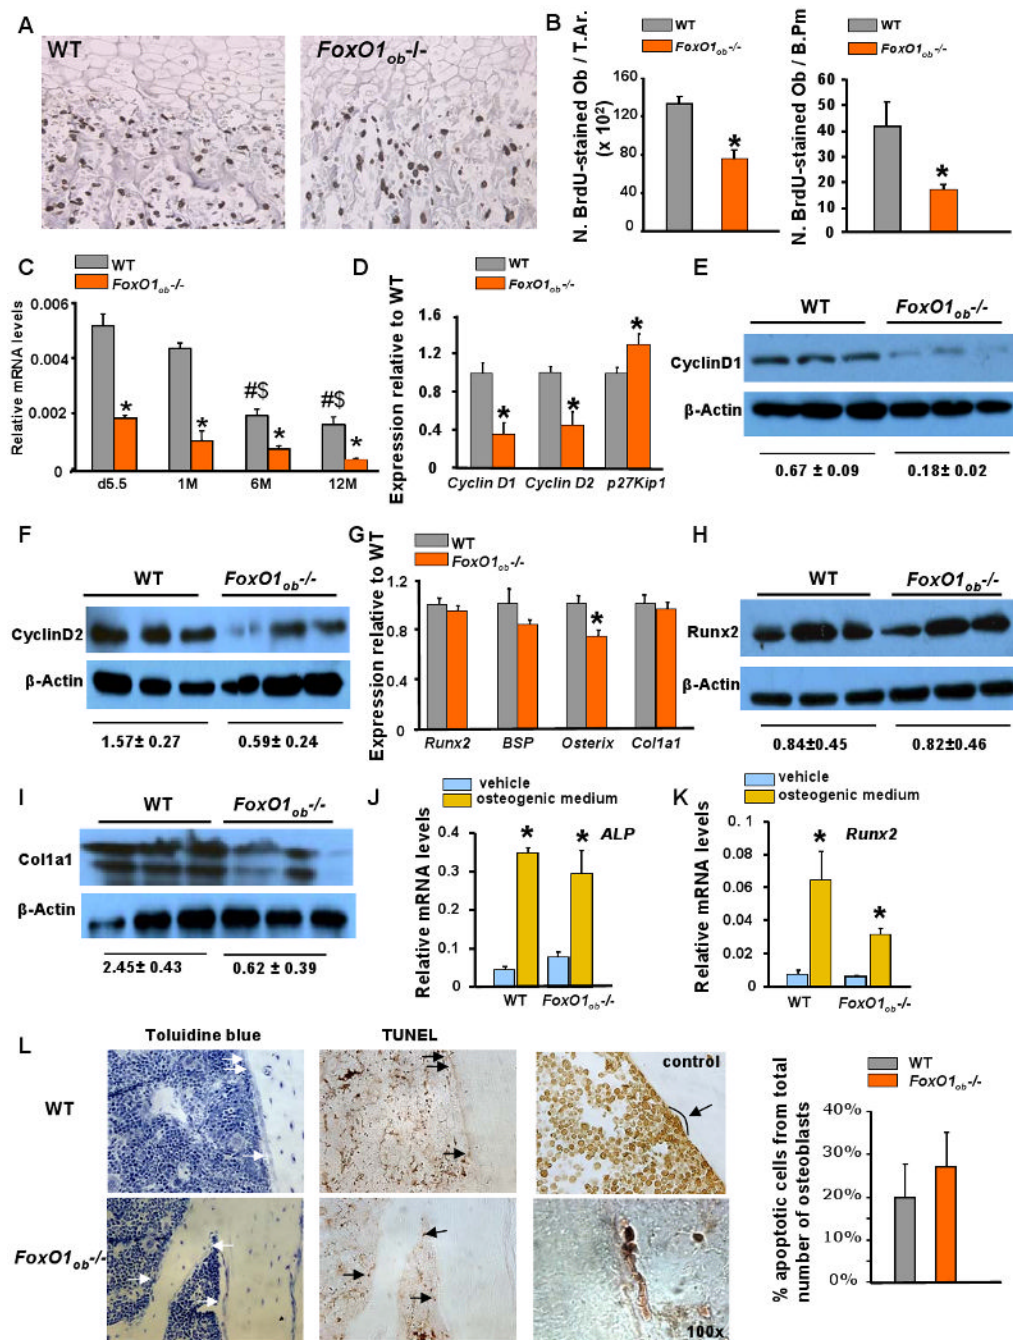 A
WT
FoxO1ob-/-
B
WT
FoxO1ob-/-
N. BrdU-stained Ob / T.Ar.
(x 10²)
180
130
80
0
WT
FoxO1ob-/-
N. BrdU-stained Ob / B.Pm
60
50
40
30
20
10
0
*
*
C
WT
FoxO1ob-/-
Relative mRNA levels
0.006
0.004
0.002
0
*
*
#$
*
#$
*
d5.5 1M 6M 12M
D
WT
FoxO1ob-/-
Expression relative to WT
1.6
1.2
0.8
0.4
0
*
*
*
Cyclin D1 Cyclin D2 p27Kip1
E
WT FoxO1ob-/-
CyclinD1
β-Actin
0.67 ± 0.09 0.18± 0.02
F
WT FoxO1ob-/-
CyclinD2
β-Actin
1.57± 0.27 0.59± 0.24
G
WT
FoxO1ob-/-
Expression relative to WT
1.2
0.8
0.4
0
*
Runx2 BSP Osterix Col1a1
H
WT FoxO1ob-/-
Runx2
β-Actin
0.84±0.45 0.82±0.46
I
WT FoxO1ob-/-
Col1a1
β-Actin
2.45± 0.43 0.62 ± 0.39
J
vehicle
osteogenic medium
Relative mRNA levels
0.4
0.3
0.2
0.1
0
*
*
ALP
WT FoxO1ob-/-
K
vehicle
osteogenic medium
Relative mRNA levels
0. 1
0.08
0.06
0.04
0.02
0
*
*
Runx2
WT FoxO1ob-/-
L
Toluidine blue TUNEL
WT
control
FoxO1ob-/-
100x
WT
FoxO1ob-/-
% apoptotic cells from total
number of osteoblasts
40%
30%
20%
10%
0%